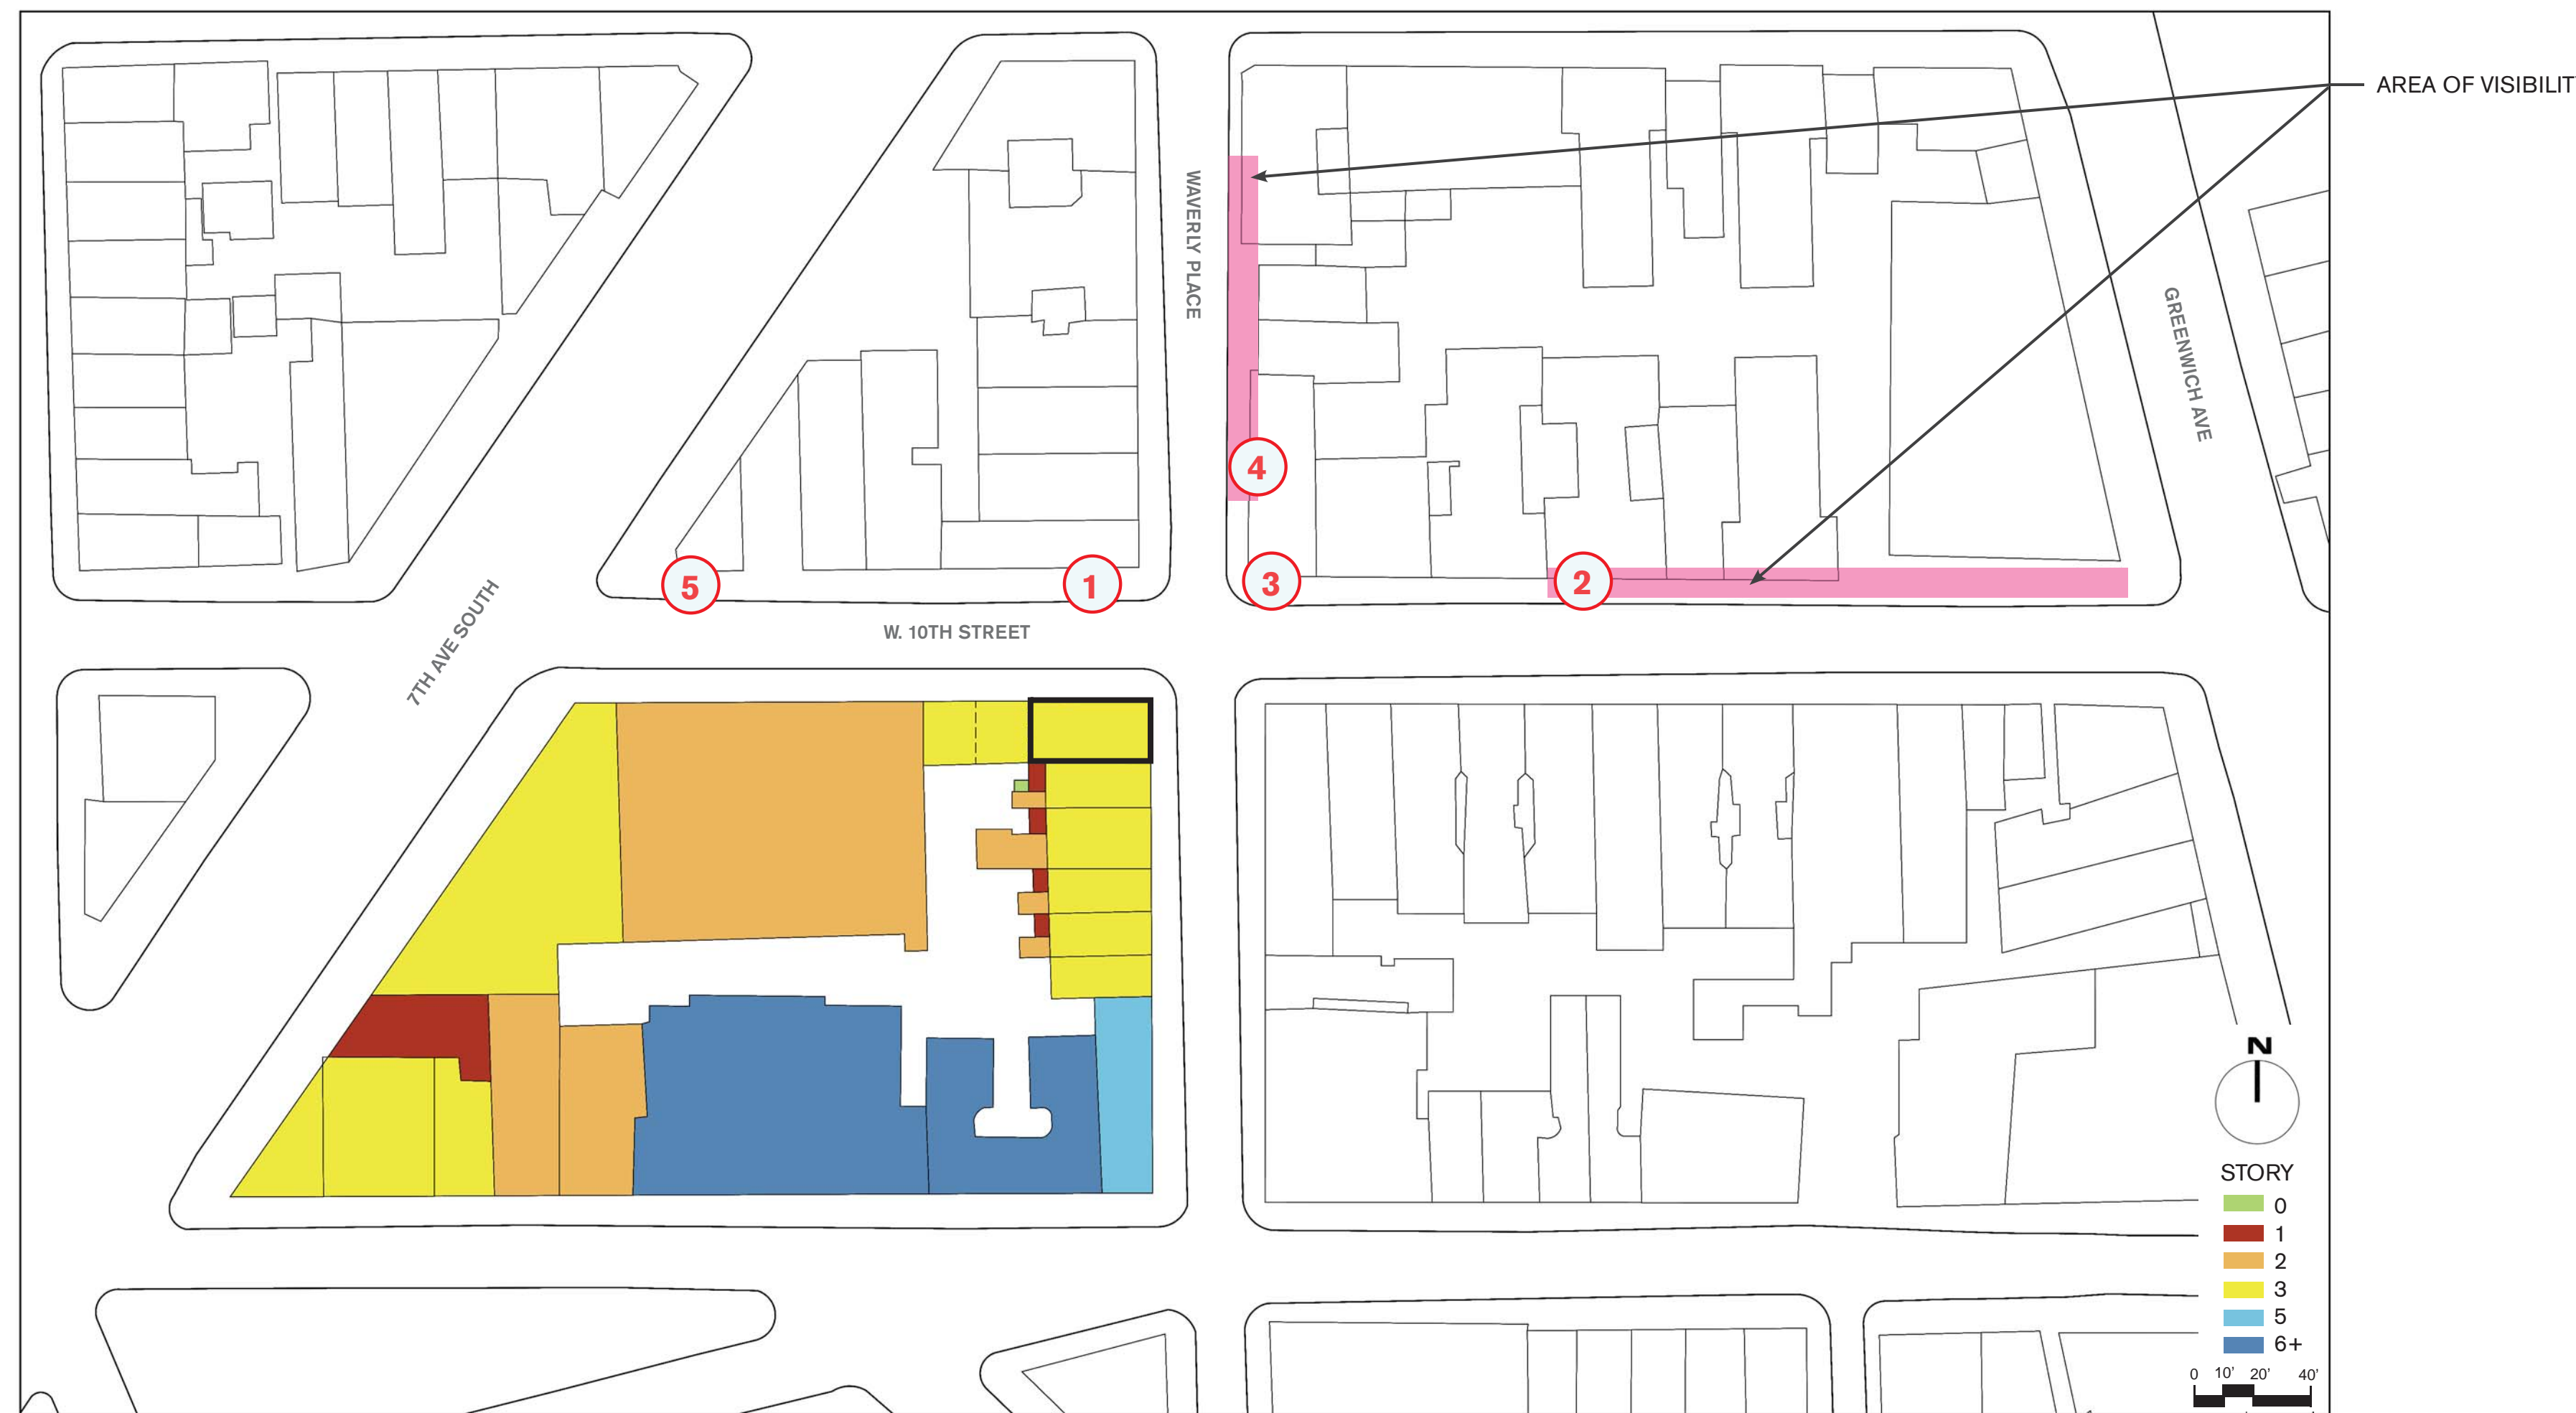 AREA OF VISIBILIT
WAVERLY PLACE
GREENWICH AVE
4
5
1
3
2
W. 10TH STREET
7TH AVE SOUTH
N
STORY
0
1
2
3
5
6+
0 10' 20' 40'